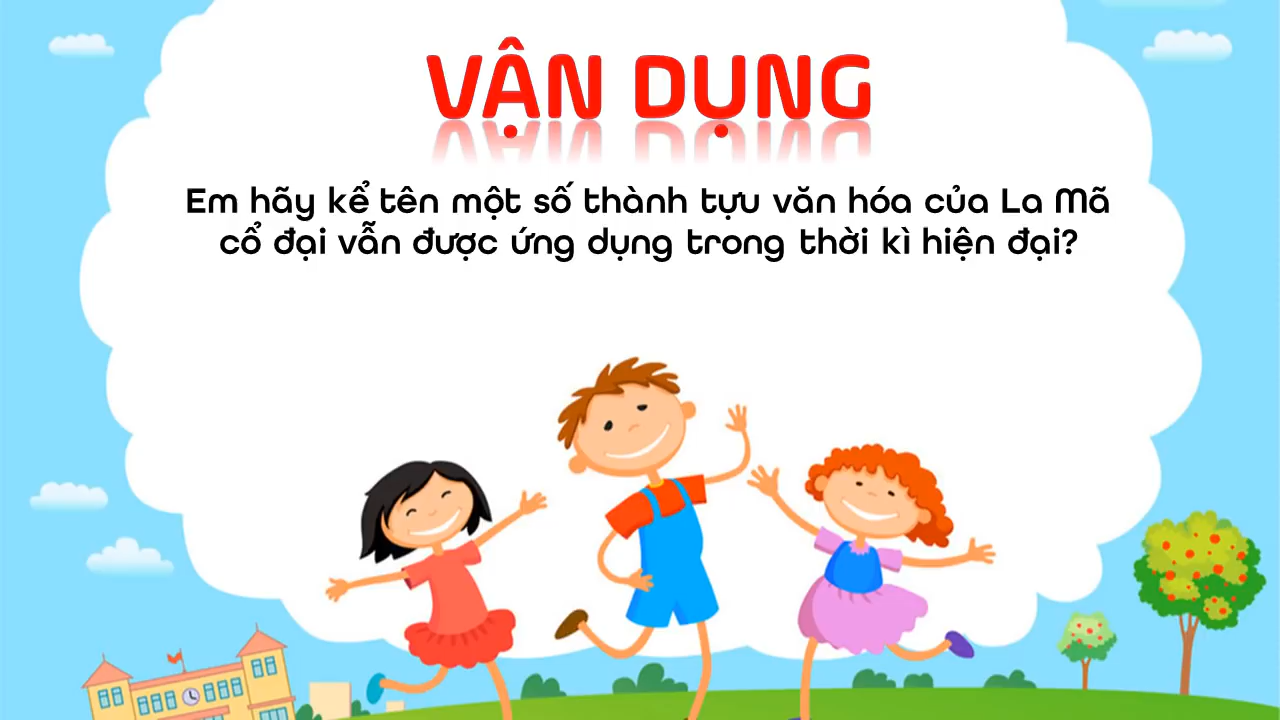 VẬN DỤNG
Em hãy kể tên một số thành tựu văn hóa của La Mã
cổ đại vẫn được ứng dụng trong thời kì hiện đại?